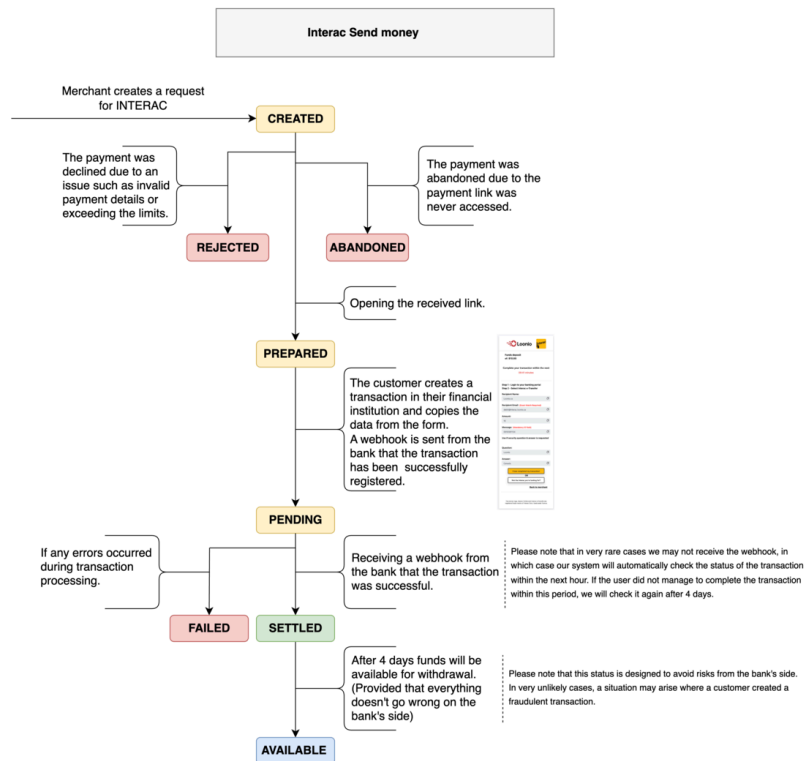 Interac Send money
Merchant creates a request
for INTERAC
CREATED
The payment was
declined due to an
issue such as invalid
payment details or
exceeding the limits.
The payment was
abandoned due to the
payment link was
never accessed.
REJECTED
ABANDONED
Opening the received link.
PREPARED
Loonio
The customer creates a
transaction in their financial
institution and copies the
data from the form.
A webhook is sent from the
bank that the transaction
has been successfully
registered.
PENDING
If any errors occurred
during transaction
processing.
Receiving a webhook from
the bank that the transaction
was successful.
Please note that in very rare cases we may not receive the webhook, in
which case our system will automatically check the status of the transaction
within the next hour. If the user did not manage to complete the transaction
within this period, we will check it again after 4 days.
FAILED
SETTLED
After 4 days funds will be
available for withdrawal.
(Provided that everything
doesn't go wrong on the
bank's side)
Please note that this status is designed to avoid risks from the bank's side.
In very unlikely cases, a situation may arise where a customer created a
fraudulent transaction.
AVAILABLE